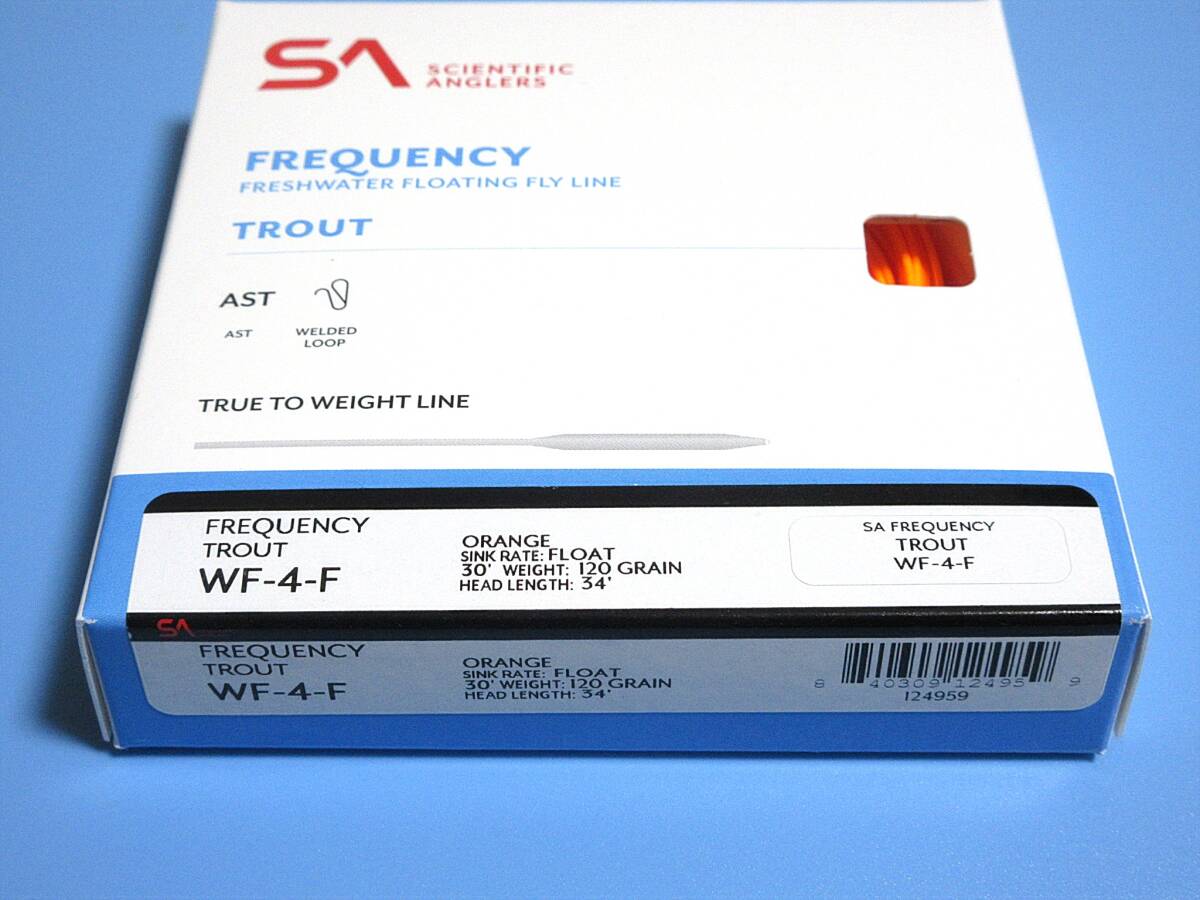 SA SCIENTIFIC
ANGLERS
FREQUENCY
FRESHWATER FLOATING FLY LINE
TROUT
AST
AST
WELDED
LOOP
TRUE TO WEIGHT LINE
FREQUENCY
TROUT
WF-4-F
ORANGE
SINK RATE: FLOAT
30' WEIGHT: 120 GRAIN
HEAD LENGTH: 34'
SA FREQUENCY
TROUT
WF-4-F
SA
FREQUENCY
TROUT
WF-4-F
ORANGE
SINK RATE: FLOAT
30' WEIGHT: 120 GRAIN
HEAD LENGTH: 34'
8 40309 12495 9
124959